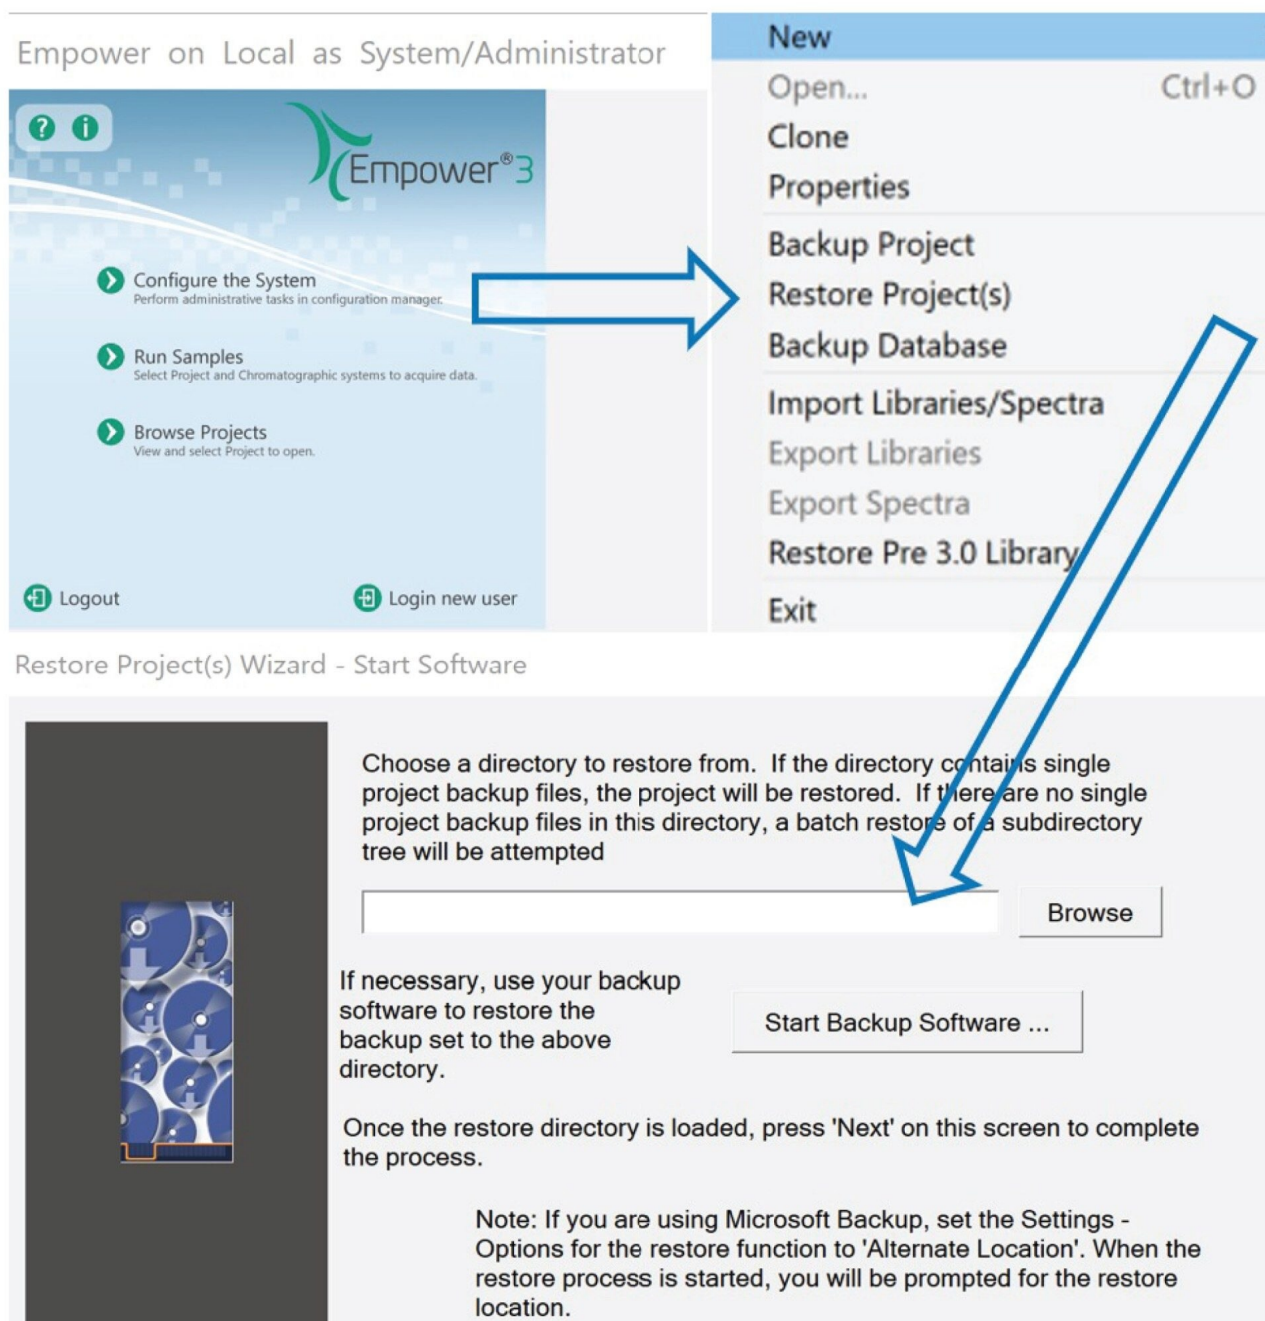 Empower on Local as System/Administrator
? i
Empower®3
Configure the System
Perform administrative tasks in configuration manager.
Run Samples
Select Project and Chromatographic systems to acquire data.
Browse Projects
View and select Project to open.
Logout
Login new user
New
Open... Ctrl+O
Clone
Properties
Backup Project
Restore Project(s)
Backup Database
Import Libraries/Spectra
Export Libraries
Export Spectra
Restore Pre 3.0 Library
Exit
Restore Project(s) Wizard - Start Software
Choose a directory to restore from. If the directory contains single
project backup files, the project will be restored. If there are no single
project backup files in this directory, a batch restore of a subdirectory
tree will be attempted
Browse
If necessary, use your backup
software to restore the
backup set to the above
directory.
Start Backup Software ...
Once the restore directory is loaded, press 'Next' on this screen to complete
the process.
Note: If you are using Microsoft Backup, set the Settings -
Options for the restore function to 'Alternate Location'. When the
restore process is started, you will be prompted for the restore
location.